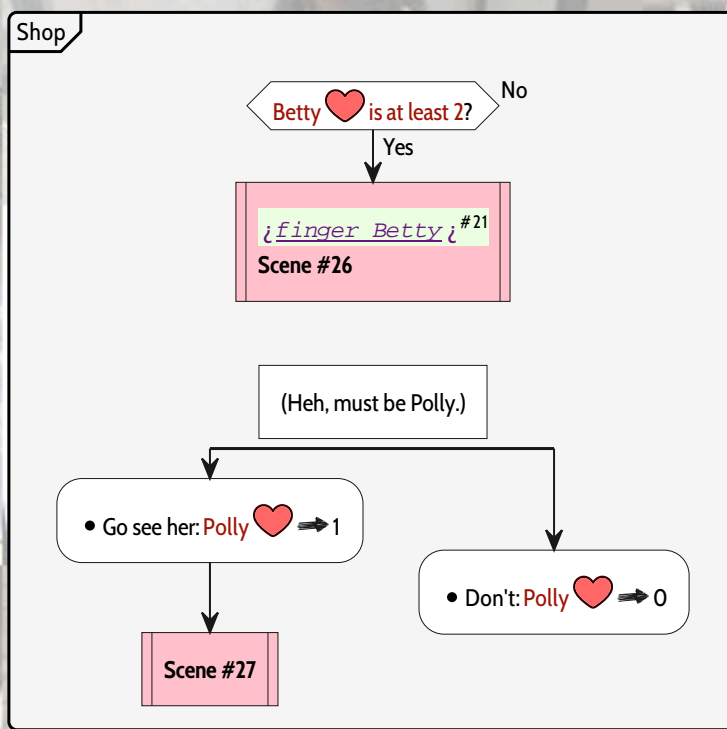 Shop
Betty is at least 2?
No
Yes
¿finger Betty¿#21
Scene #26
(Heh, must be Polly.)
• Go see her: Polly 1
• Don't: Polly 0
Scene #27